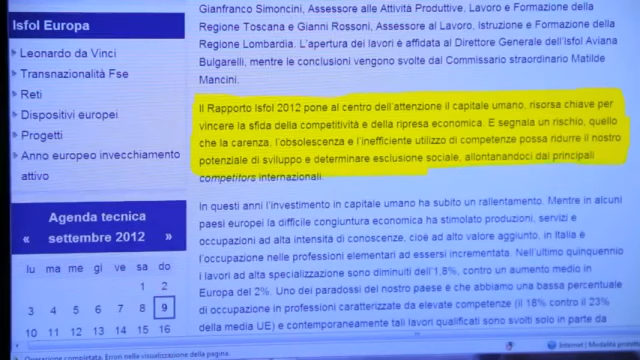 Isfol Europa
Leonardo da Vinci
Transnazionalità Fse
Reti
Dispositivi europei
Progetti
Anno europeo invecchiamento
attivo
Agenda tecnica
« settembre 2012 »
lu ma me gi ve sa do
1 2
3 4 5 6 7 8 9
10 11 12 13 14 15 16
Gianfranco Simoncini, Assessore alle Attività Produttive, Lavoro e Formazione della
Regione Toscana e Gianni Rossoni, Assessore al Lavoro, Istruzione e Formazione della
Regione Lombardia. L'apertura dei lavori è affidata al Direttore Generale dell'Isfol Aviana
Bulgarelli, mentre le conclusioni vengono svolte dal Commissario straordinario Matilde
Mancini.
Il Rapporto Isfol 2012 pone al centro dell'attenzione il capitale umano, risorsa chiave per
vincere la sfida della competitività e della ripresa economica. E segnala un rischio, quello
che la carenza, l'obsolescenza e l'inefficiente utilizzo di competenze possa ridurre il nostro
potenziale di sviluppo e determinare esclusione sociale, allontanandoci dai principali
competitors internazionali.
In questi anni l'investimento in capitale umano ha subito un rallentamento. Mentre in alcuni
paesi europei la difficile congiuntura economica ha stimolato produzioni, servizi e
occupazioni ad alta intensità di conoscenze, cioè ad alto valore aggiunto, in Italia e
l'occupazione nelle professioni elementari ad essersi incrementata. Nell'ultimo quinquennio
i lavori ad alta specializzazione sono diminuiti dell'1,8%, contro un aumento medio in
Europa del 2%. Uno dei paradossi del nostro paese è che abbiamo una bassa percentuale
di occupazione in professioni caratterizzate da elevate competenze (il 18% contro il 23%
della media UE) e contemporaneamente tali lavori qualificati sono svolti solo in parte da
Operazione completata. Errori nella visualizzazione della pagina.
Internet | Modalità